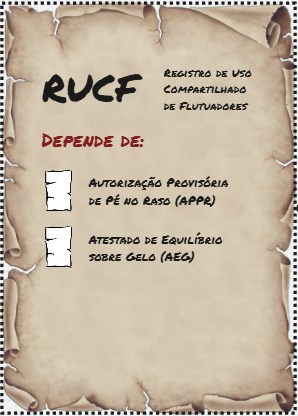 RUCF
Registro de Uso
Compartilhado
de Flutuadores
Depende de:
Autorização Provisória
de Pé no Raso (APPR)
Atestado de Equilíbrio
sobre Gelo (AEG)